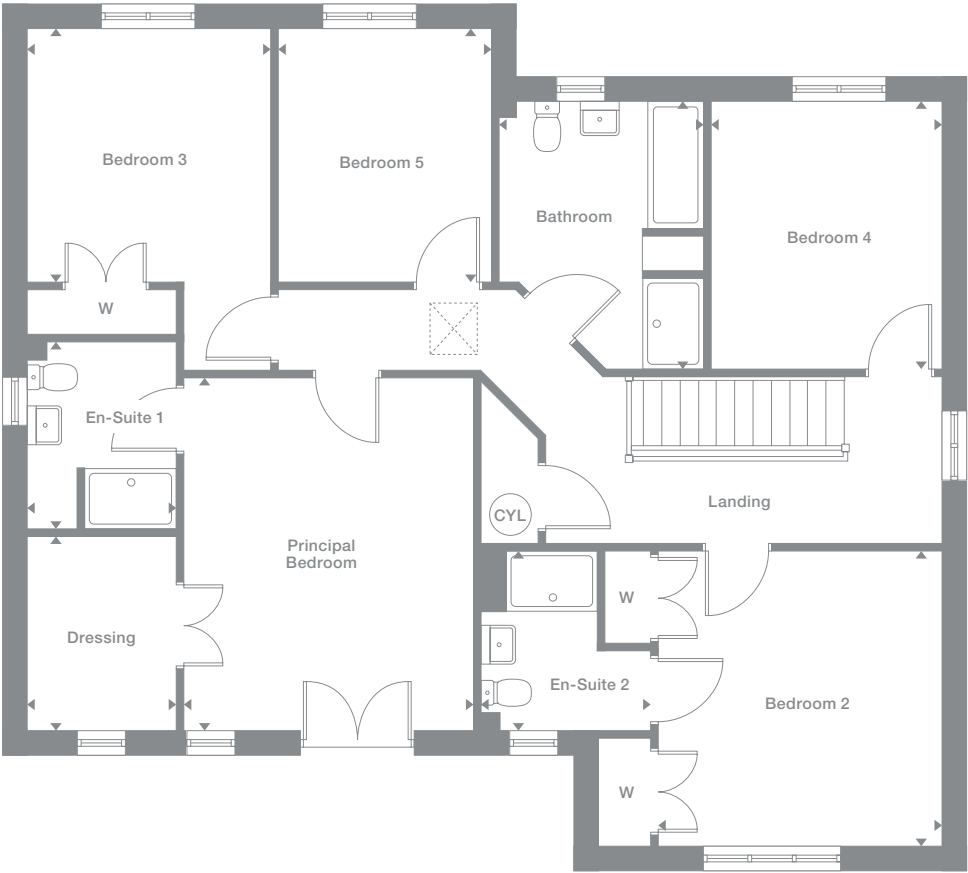 Bedroom 3
Bedroom 5
Bathroom
Bedroom 4
W
En-Suite 1
CYL
Landing
Principal
Bedroom
W
Dressing
En-Suite 2
Bedroom 2
W